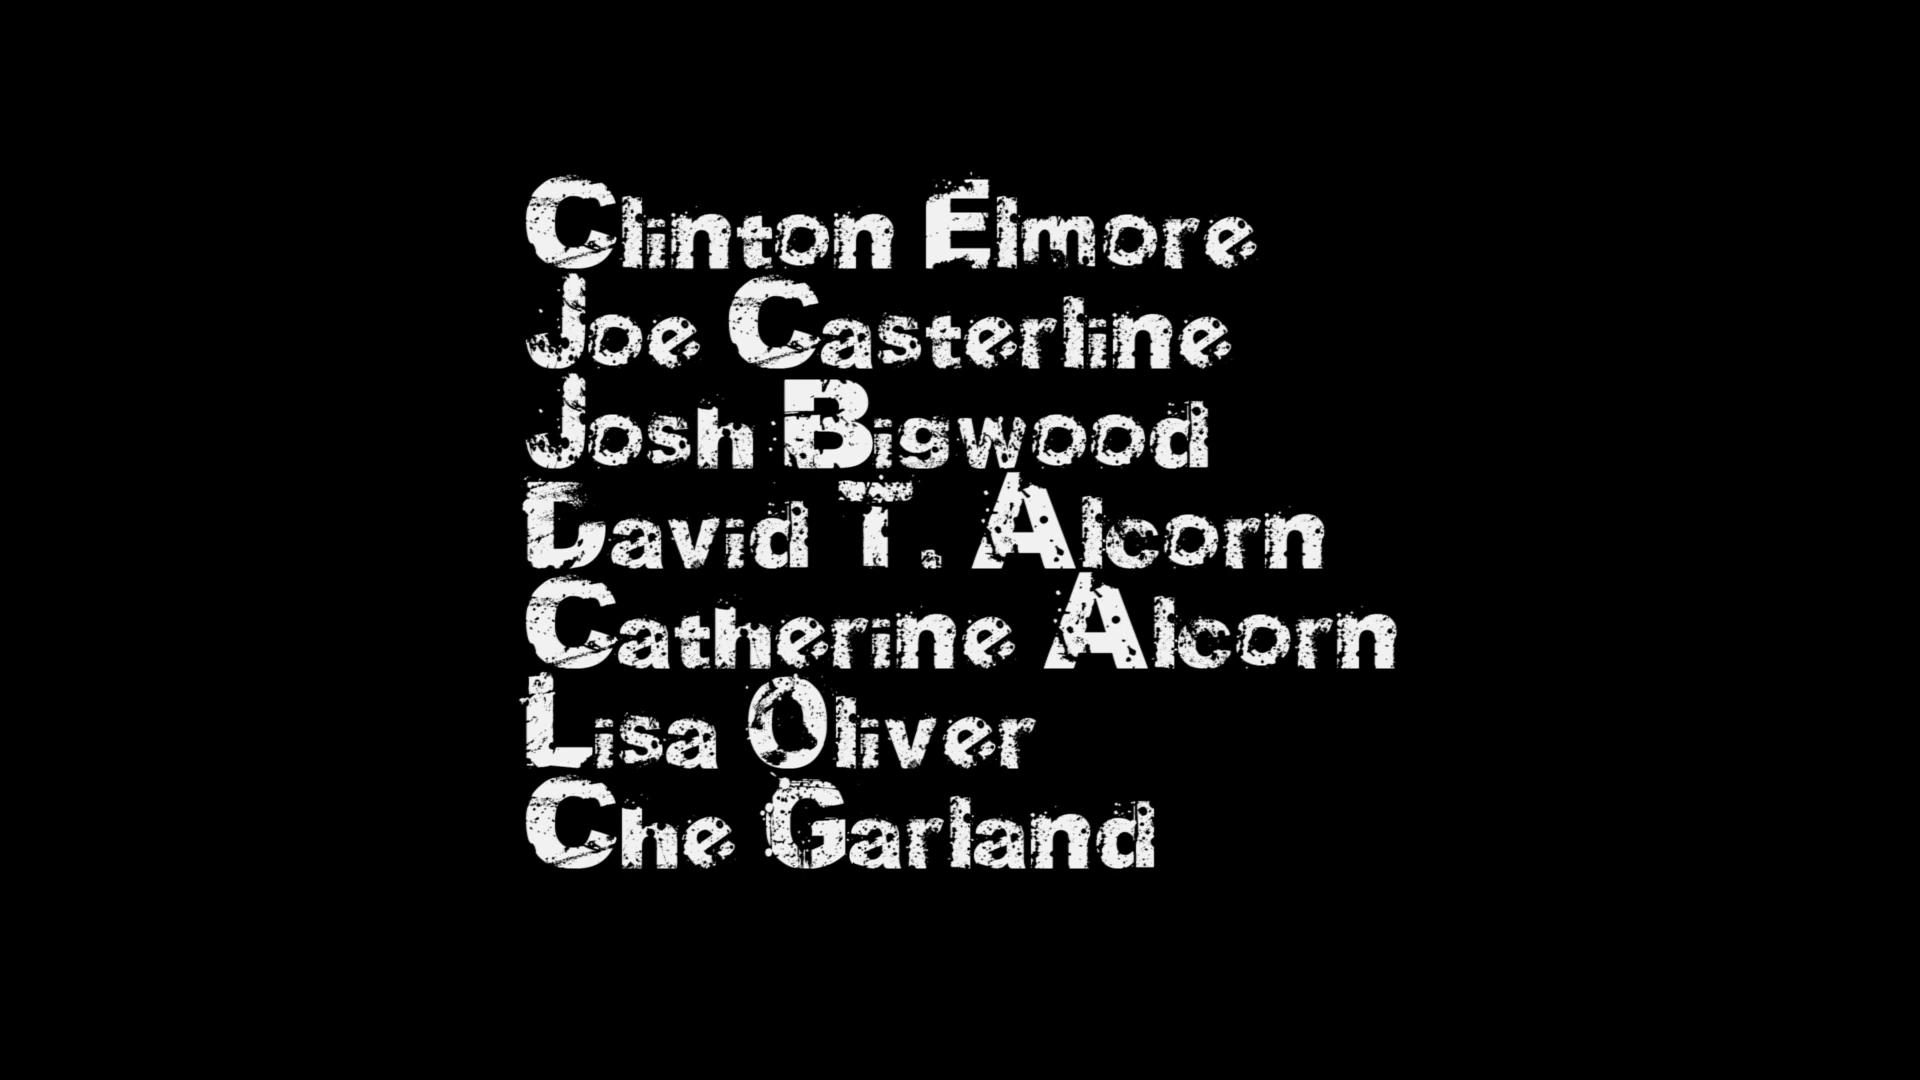 Clinton Elmore
Joe Casterline
Josh Bigwood
David T. Alcorn
Catherine Alcorn
Lisa Oliver
Che Garland